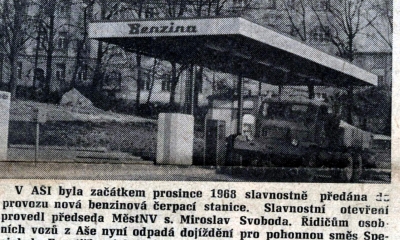 Benzina
V AŠI byla začátkem prosince 1968 slavnostně předána do
provozu nová benzinová čerpací stanice. Slavnostní otevření
provedl předseda MěstNV s. Miroslav Svoboda. Řidičům osob-
ních vozů z Aše nyní odpadá dojíždění pro pohonnou směs Spe-